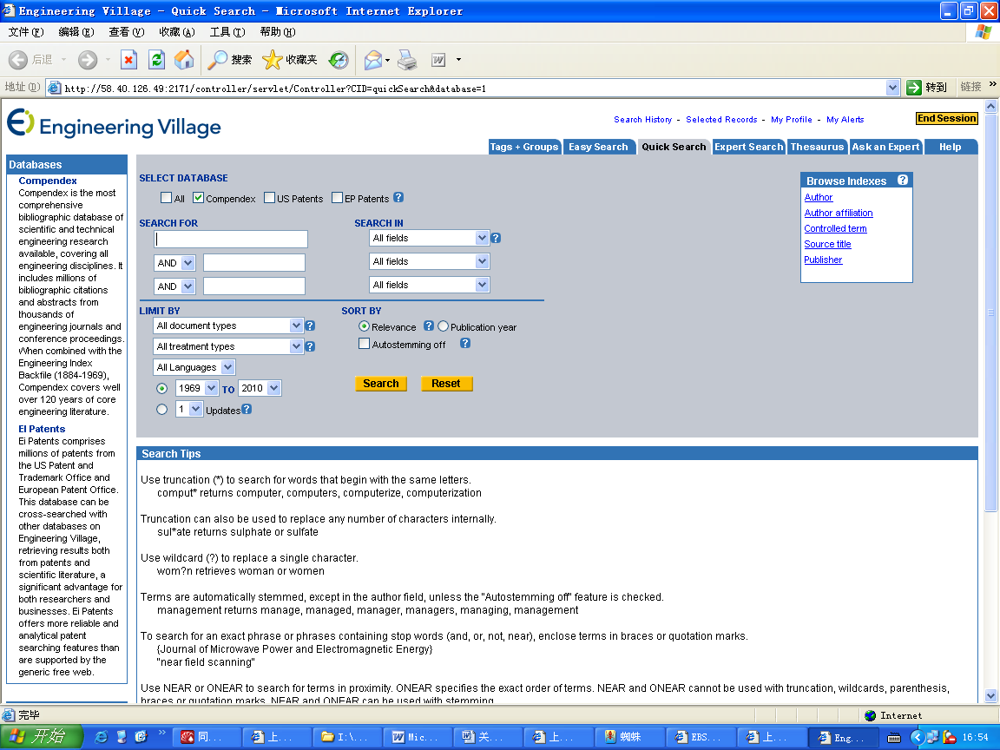 Engineering Village - Quick Search - Microsoft Internet Explorer
文件(F) 编辑(E) 查看(V) 收藏(A) 工具(T) 帮助(H)
后退 搜索 收藏夹
地址(D) http://58.40.126.49:2171/controller/servlet/Controller?CID=quickSearch&database=1 转到 链接 »
Engineering Village
Search History - Selected Records - My Profile - My Alerts
End Session
Tags + Groups Easy Search Quick Search Expert Search Thesaurus Ask an Expert Help
Databases
Compendex
Compendex is the most
comprehensive
bibliographic database of
scientific and technical
engineering research
available, covering all
engineering disciplines. It
includes millions of
bibliographic citations
and abstracts from
thousands of
engineering journals and
conference proceedings.
When combined with the
Engineering Index
Backfile (1884-1969),
Compendex covers well
over 120 years of core
engineering literature.
EI Patents
Ei Patents comprises
millions of patents from
the US Patent and
Trademark Office and
European Patent Office.
This database can be
cross-searched with
other databases on
Engineering Village,
retrieving results both
from patents and
scientific literature, a
significant advantage for
both researchers and
businesses. Ei Patents
offers more reliable and
analytical patent
searching features than
are supported by the
generic free web.
SELECT DATABASE
All Compendex US Patents EP Patents ?
SEARCH FOR SEARCH IN
All fields ?
AND All fields
AND All fields
LIMIT BY SORT BY
All document types ? Relevance ? Publication year
All treatment types ? Autostemming off ?
All Languages
1969 TO 2010 Search Reset
1 Updates ?
Browse Indexes ?
Author
Author affiliation
Controlled term
Source title
Publisher
Search Tips
Use truncation (*) to search for words that begin with the same letters.
comput* returns computer, computers, computerize, computerization
Truncation can also be used to replace any number of characters internally.
sul*ate returns sulphate or sulfate
Use wildcard (?) to replace a single character.
wom?n retrieves woman or women
Terms are automatically stemmed, except in the author field, unless the "Autostemming off" feature is checked.
management returns manage, managed, manager, managers, managing, management
To search for an exact phrase or phrases containing stop words (and, or, not, near), enclose terms in braces or quotation marks.
{Journal of Microwave Power and Electromagnetic Energy}
"near field scanning"
Use NEAR or ONEAR to search for terms in proximity. ONEAR specifies the exact order of terms. NEAR and ONEAR cannot be used with truncation, wildcards, parenthesis,
braces or quotation marks. NEAR and ONEAR can be used with stemming.
完毕 Internet
开始 » 同... 上... I:\... Mic... 关... 上... 蜘蛛 EBS... 上... Eng... 16:54